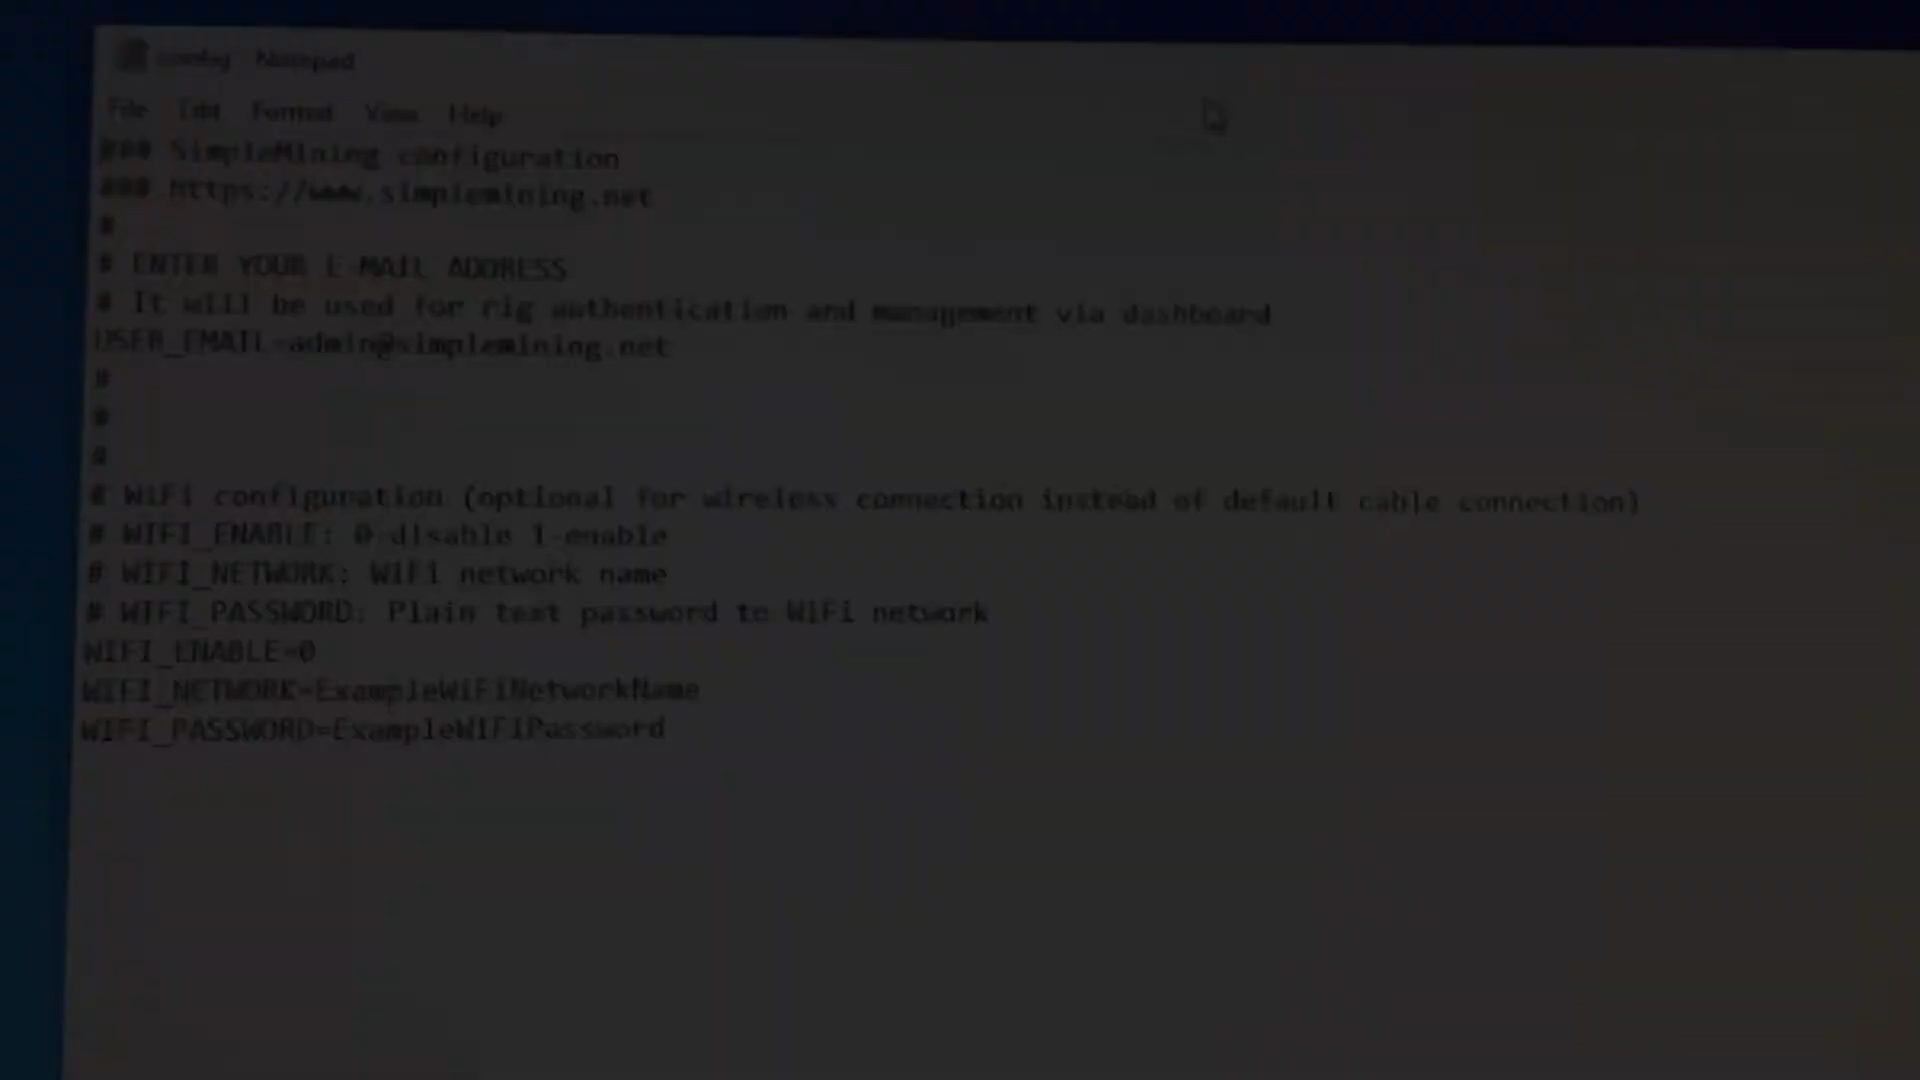 config - Notepad
File Edit Format View Help
### SimpleMining configuration
### https://www.simplemining.net
#
# ENTER YOUR E-MAIL ADDRESS
# It will be used for rig authentication and management via dashboard
USER_EMAIL=admin@simplemining.net
#
#
#
# WiFi configuration (optional for wireless connection instead of default cable connection)
# WIFI_ENABLE: 0-disable 1-enable
# WIFI_NETWORK: WiFi network name
# WIFI_PASSWORD: Plain text password to WiFi network
WIFI_ENABLE=0
WIFI_NETWORK=ExampleWiFiNetworkName
WIFI_PASSWORD=ExampleWiFiPassword